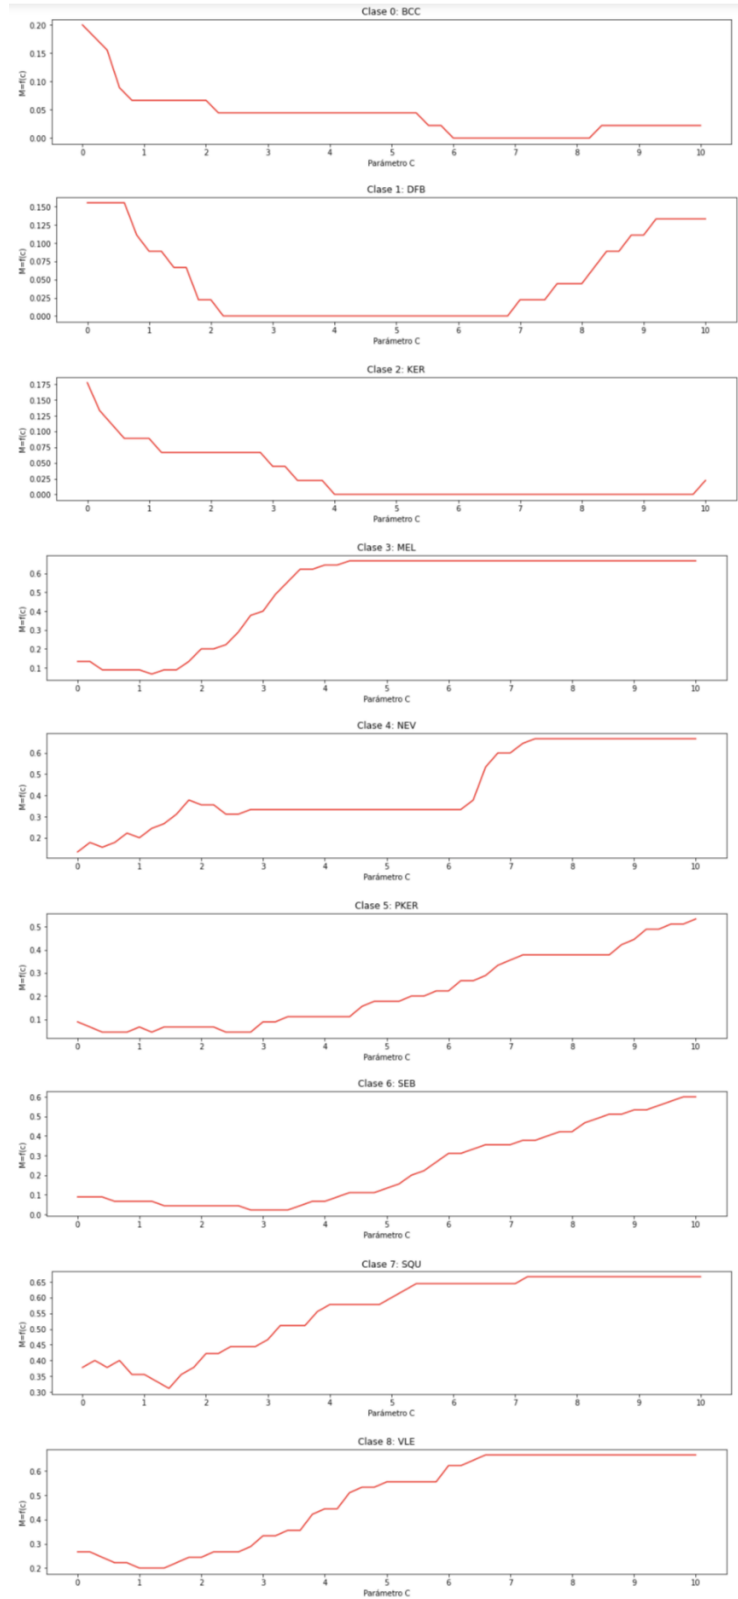 Clase 0: BCC
M=f(c)
0.20
0.15
0.10
0.05
0.00
0 1 2 3 4 5 6 7 8 9 10
Parámetro C
Clase 1: DFB
M=f(c)
0.150
0.125
0.100
0.075
0.050
0.025
0.000
0 1 2 3 4 5 6 7 8 9 10
Parámetro C
Clase 2: KER
M=f(c)
0.175
0.150
0.125
0.100
0.075
0.050
0.025
0.000
0 1 2 3 4 5 6 7 8 9 10
Parámetro C
Clase 3: MEL
M=f(c)
0.6
0.5
0.4
0.3
0.2
0.1
0 1 2 3 4 5 6 7 8 9 10
Parámetro C
Clase 4: NEV
M=f(c)
0.6
0.5
0.4
0.3
0.2
0 1 2 3 4 5 6 7 8 9 10
Parámetro C
Clase 5: PKER
M=f(c)
0.5
0.4
0.3
0.2
0.1
0 1 2 3 4 5 6 7 8 9 10
Parámetro C
Clase 6: SEB
M=f(c)
0.6
0.5
0.4
0.3
0.2
0.1
0.0
0 1 2 3 4 5 6 7 8 9 10
Parámetro C
Clase 7: SQU
M=f(c)
0.65
0.60
0.55
0.50
0.45
0.40
0.35
0.30
0 1 2 3 4 5 6 7 8 9 10
Parámetro C
Clase 8: VLE
M=f(c)
0.6
0.5
0.4
0.3
0.2
0 1 2 3 4 5 6 7 8 9 10
Parámetro C